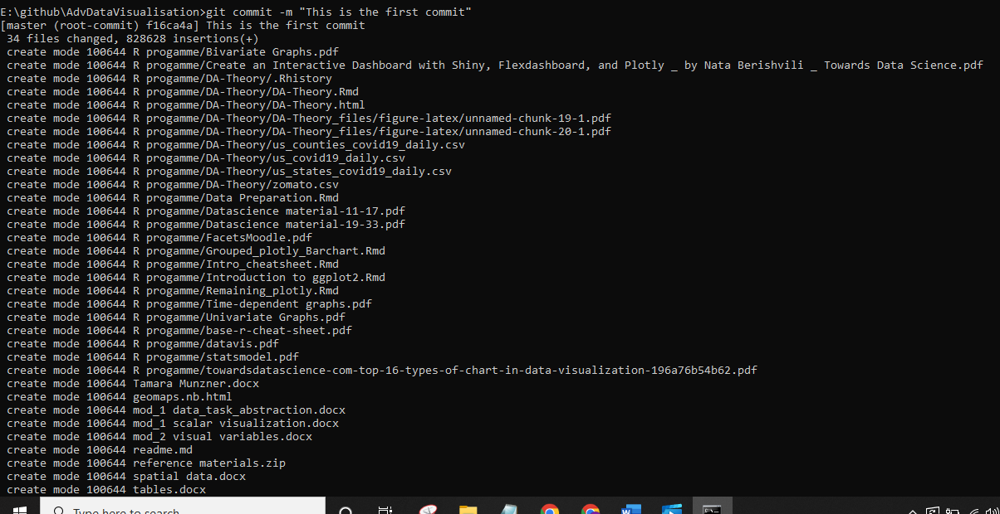 E:\github\AdvDataVisualisation>git commit -m "This is the first commit"
[master (root-commit) f16ca4a] This is the first commit
 34 files changed, 828628 insertions(+)
 create mode 100644 R progamme/Bivariate Graphs.pdf
 create mode 100644 R progamme/Create an Interactive Dashboard with Shiny, Flexdashboard, and Plotly _ by Nata Berishvili _ Towards Data Science.pdf
 create mode 100644 R progamme/DA-Theory/.Rhistory
 create mode 100644 R progamme/DA-Theory/DA-Theory.Rmd
 create mode 100644 R progamme/DA-Theory/DA-Theory.html
 create mode 100644 R progamme/DA-Theory/DA-Theory_files/figure-latex/unnamed-chunk-19-1.pdf
 create mode 100644 R progamme/DA-Theory/DA-Theory_files/figure-latex/unnamed-chunk-20-1.pdf
 create mode 100644 R progamme/DA-Theory/us_counties_covid19_daily.csv
 create mode 100644 R progamme/DA-Theory/us_covid19_daily.csv
 create mode 100644 R progamme/DA-Theory/us_states_covid19_daily.csv
 create mode 100644 R progamme/DA-Theory/zomato.csv
 create mode 100644 R progamme/Data Preparation.Rmd
 create mode 100644 R progamme/Datascience material-11-17.pdf
 create mode 100644 R progamme/Datascience material-19-33.pdf
 create mode 100644 R progamme/FacetsMoodle.pdf
 create mode 100644 R progamme/Grouped_plotly_Barchart.Rmd
 create mode 100644 R progamme/Intro_cheatsheet.Rmd
 create mode 100644 R progamme/Introduction to ggplot2.Rmd
 create mode 100644 R progamme/Remaining_plotly.Rmd
 create mode 100644 R progamme/Time-dependent graphs.pdf
 create mode 100644 R progamme/Univariate Graphs.pdf
 create mode 100644 R progamme/base-r-cheat-sheet.pdf
 create mode 100644 R progamme/datavis.pdf
 create mode 100644 R progamme/statsmodel.pdf
 create mode 100644 R progamme/towardsdatascience-com-top-16-types-of-chart-in-data-visualization-196a76b54b62.pdf
 create mode 100644 Tamara Munzner.docx
 create mode 100644 geomaps.nb.html
 create mode 100644 mod_1 data_task_abstraction.docx
 create mode 100644 mod_1 scalar visualization.docx
 create mode 100644 mod_2 visual variables.docx
 create mode 100644 readme.md
 create mode 100644 reference materials.zip
 create mode 100644 spatial data.docx
 create mode 100644 tables.docx
Type here to search